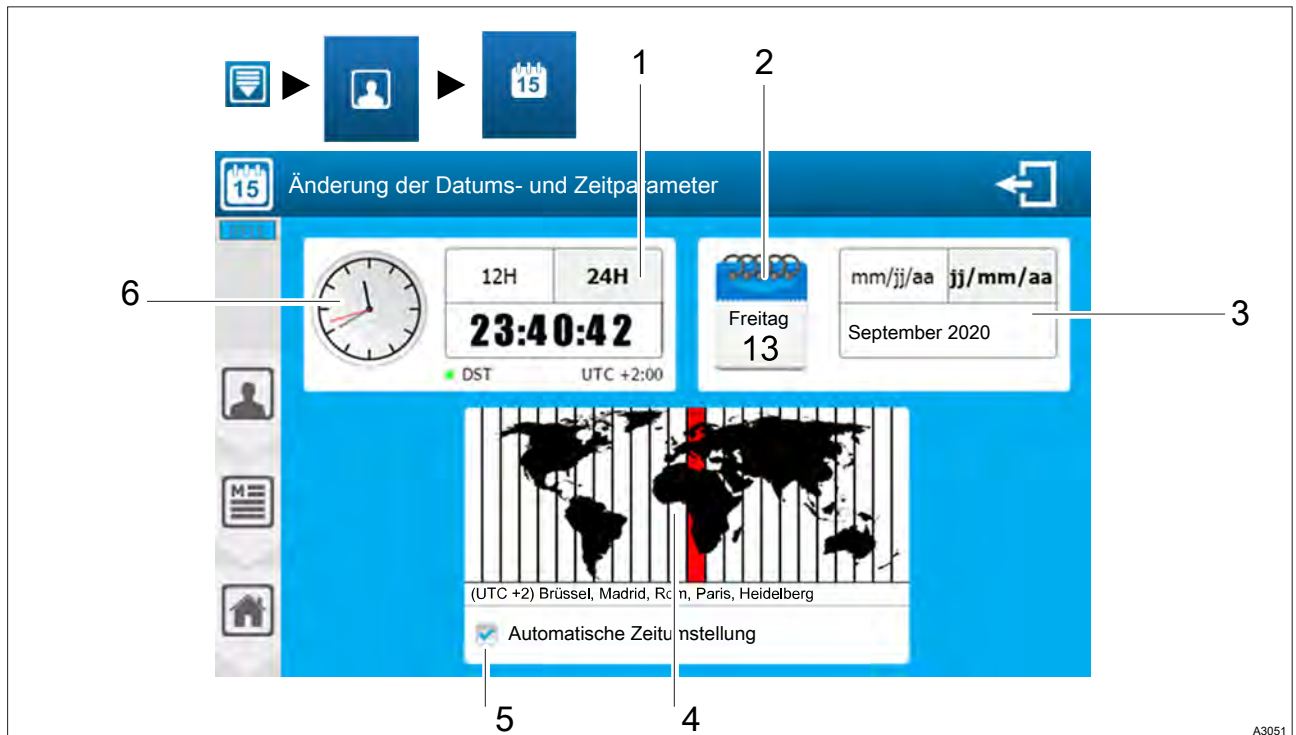 1
2
15
15
Änderung der Datums- und Zeitparameter
12H
24H
mm/jj/aa
jj/mm/aa
6
23:40:42
Freitag
13
September 2020
3
DST
UTC +2:00
M
(UTC +2) Brüssel, Madrid, Rom, Paris, Heidelberg
Automatische Zeitumstellung
5
4
A3051